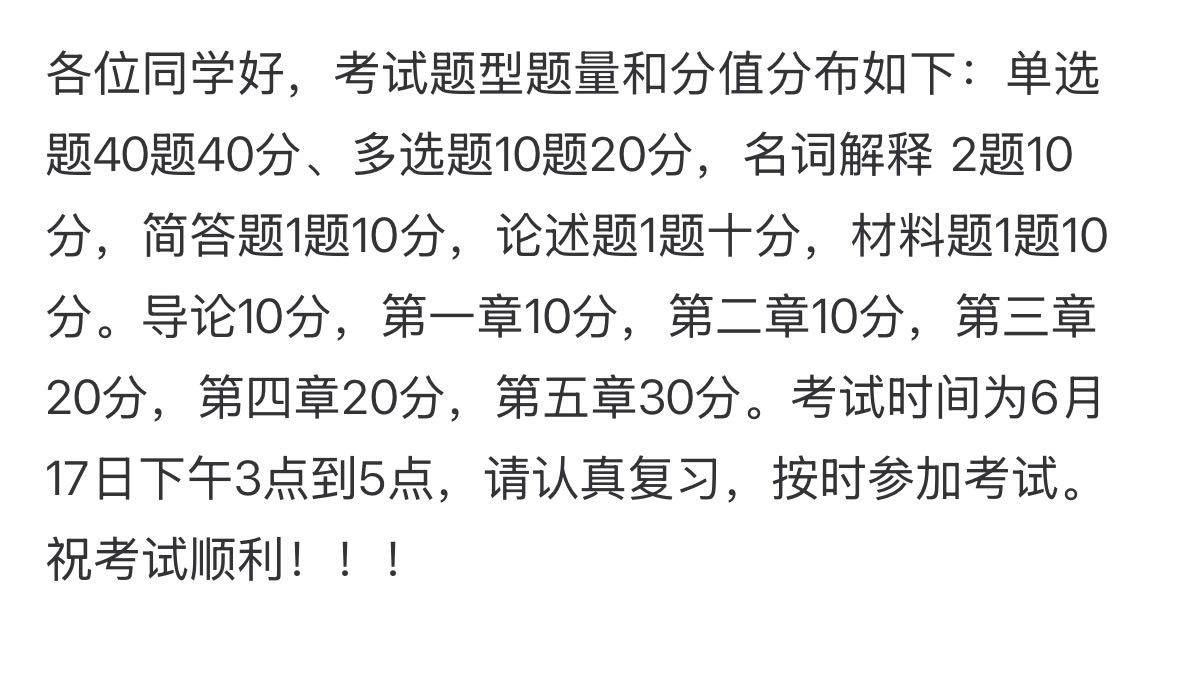 各位同学好，考试题型题量和分值分布如下：单选
题40题40分、多选题10题20分，名词解释 2题10
分，简答题1题10分，论述题1题十分，材料题1题10
分。导论10分，第一章10分，第二章10分，第三章
20分，第四章20分，第五章30分。考试时间为6月
17日下午3点到5点，请认真复习，按时参加考试。
祝考试顺利！！！